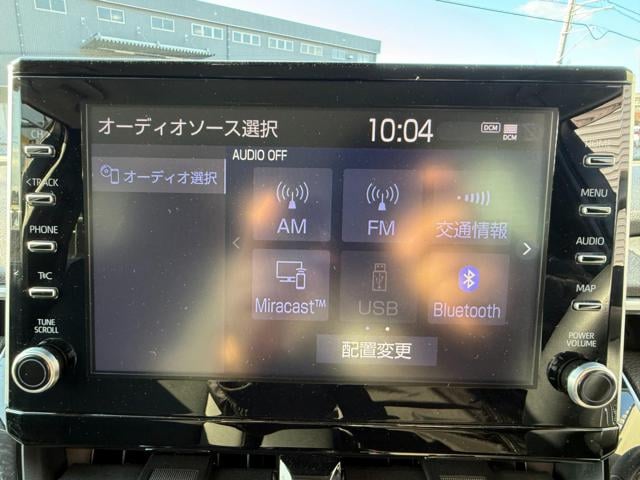 オーディオソース選択
10:04
DCM
DCM
AUDIO OFF
オーディオ選択
AM
FM
交通情報
Miracast™
USB
Bluetooth
配置変更
CH>
<TRACK
PHONE
T&C
TUNE
SCROLL
HOME
MENU
AUDIO
MAP
POWER
VOLUME